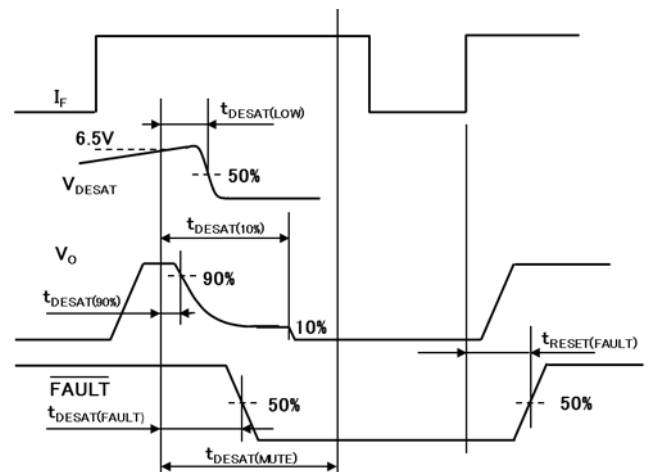 I_F
t_DESAT(LOW)
6.5V
50%
V_DESAT
t_DESAT(10%)
V_O
90%
t_DESAT(90%)
10%
t_RESET(FAULT)
FAULT
50%
50%
t_DESAT(FAULT)
t_DESAT(MUTE)